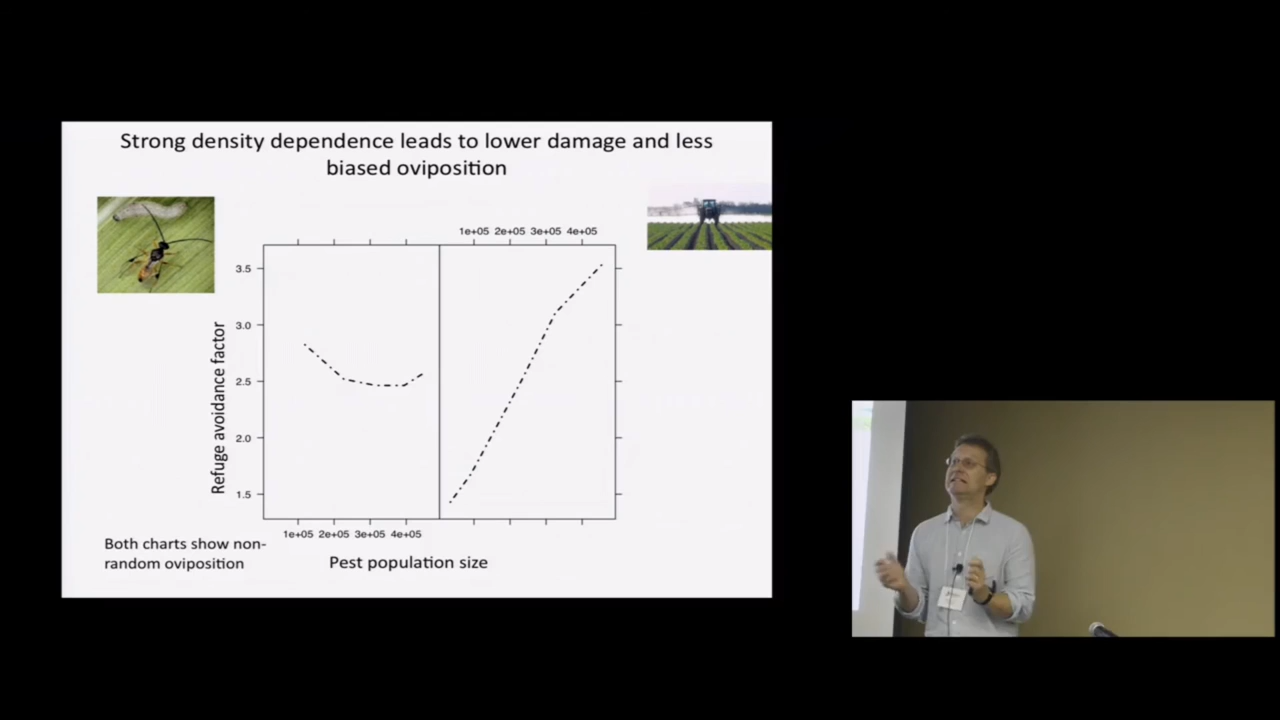 Strong density dependence leads to lower damage and less
biased oviposition
1e+05 2e+05 3e+05 4e+05
3.5
3.0
2.5
2.0
1.5
Refuge avoidance factor
1e+05 2e+05 3e+05 4e+05
Both charts show non-
random oviposition
Pest population size